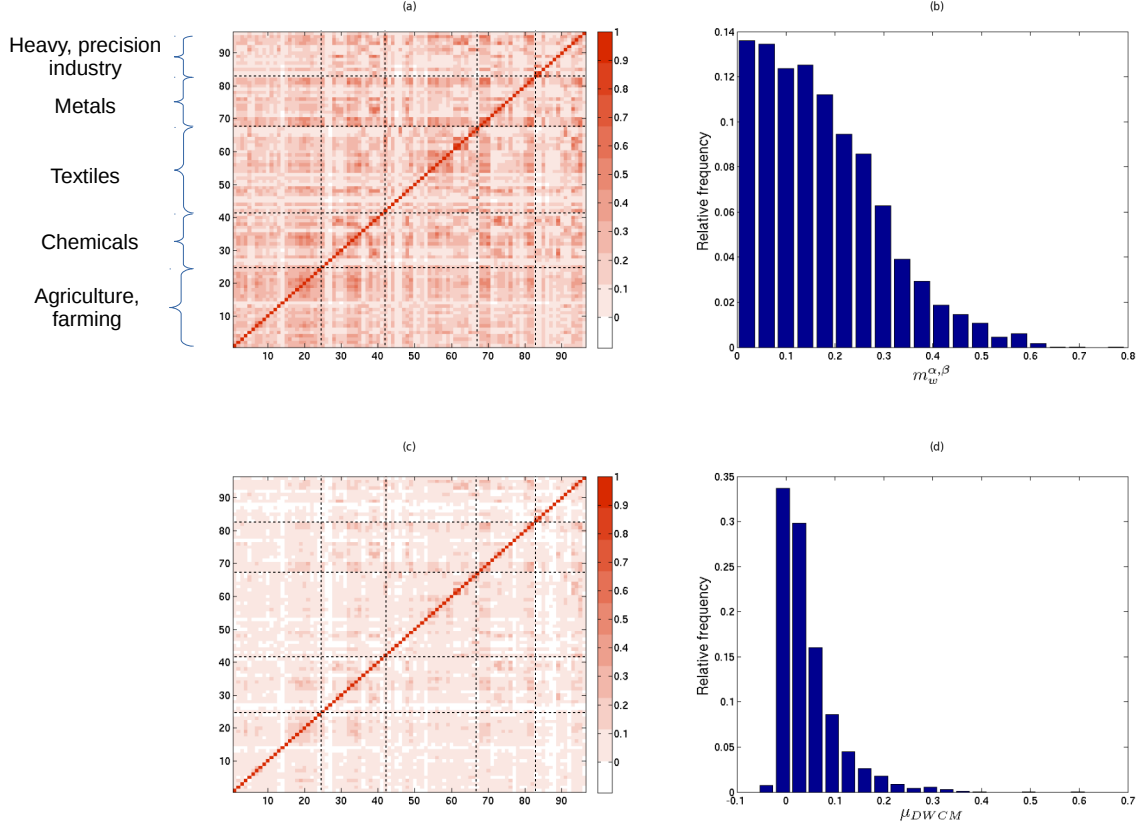 (a)
Heavy, precision
industry
Metals
Textiles
Chemicals
Agriculture,
farming
90
80
70
60
50
40
30
20
10
10 20 30 40 50 60 70 80 90
1
0.9
0.8
0.7
0.6
0.5
0.4
0.3
0.2
0.1
0
(b)
Relative frequency
0.14
0.12
0.1
0.08
0.06
0.04
0.02
0
0 0.1 0.2 0.3 0.4 0.5 0.6 0.7 0.8
m_w^{α,β}
(c)
90
80
70
60
50
40
30
20
10
10 20 30 40 50 60 70 80 90
1
0.9
0.8
0.7
0.6
0.5
0.4
0.3
0.2
0.1
0
(d)
Relative frequency
0.35
0.3
0.25
0.2
0.15
0.1
0.05
0
-0.1 0 0.1 0.2 0.3 0.4 0.5 0.6 0.7
μ_{DWCM}